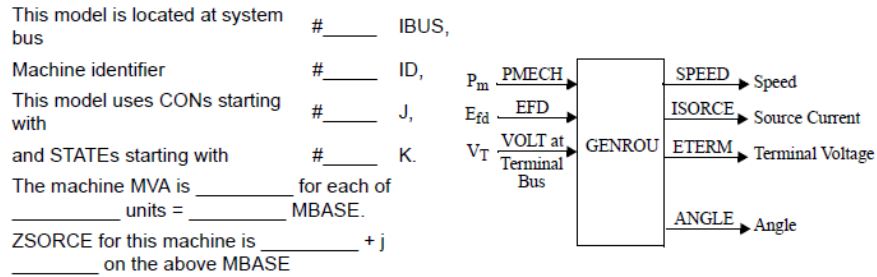 This model is located at system
bus #_____ IBUS,
Machine identifier #_____ ID,
This model uses CONs starting
with #_____ J,
and STATEs starting with #_____ K.
The machine MVA is _________ for each of
__________ units = _________ MBASE.
ZSORCE for this machine is _________ + j
________ on the above MBASE
Pm PMECH
Efd EFD
VT VOLT at
Terminal
Bus
GENROU
SPEED Speed
ISORCE Source Current
ETERM Terminal Voltage
ANGLE Angle